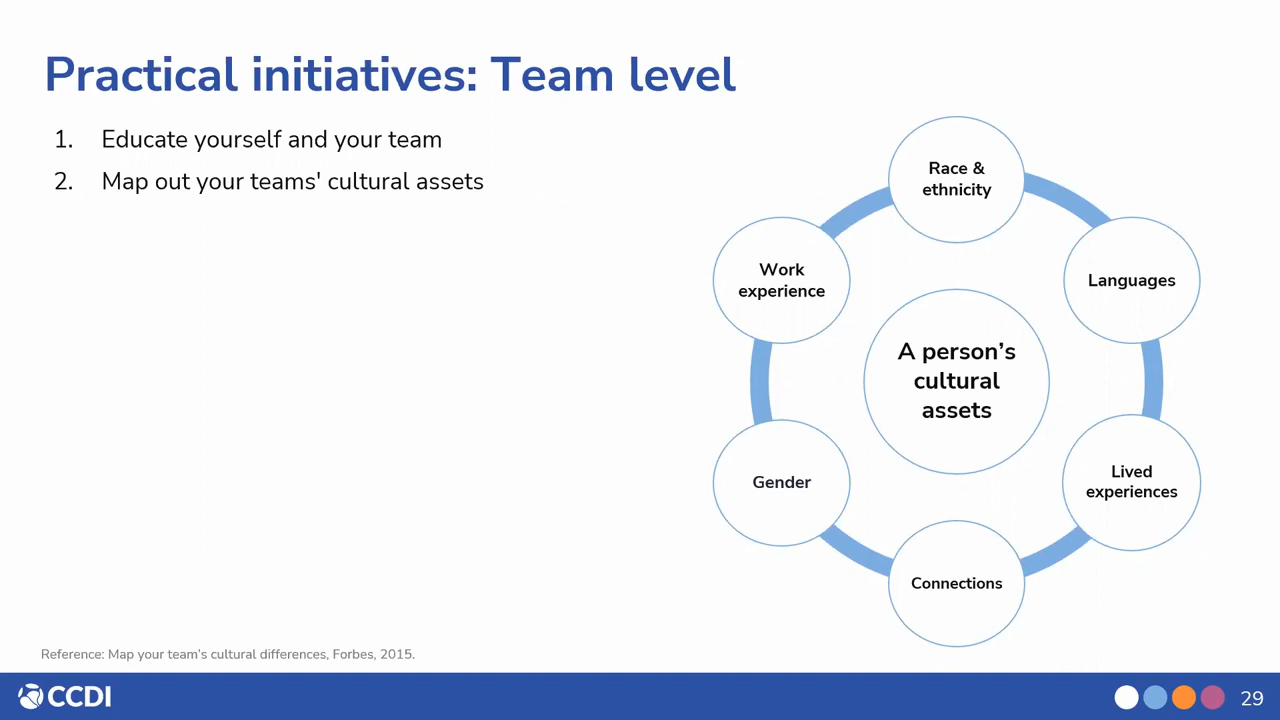 Practical initiatives: Team level
1. Educate yourself and your team
2. Map out your teams' cultural assets
Race &
ethnicity
Languages
Lived
experiences
Connections
Gender
Work
experience
A person’s
cultural
assets
Reference: Map your team’s cultural differences, Forbes, 2015.
CCDI
29